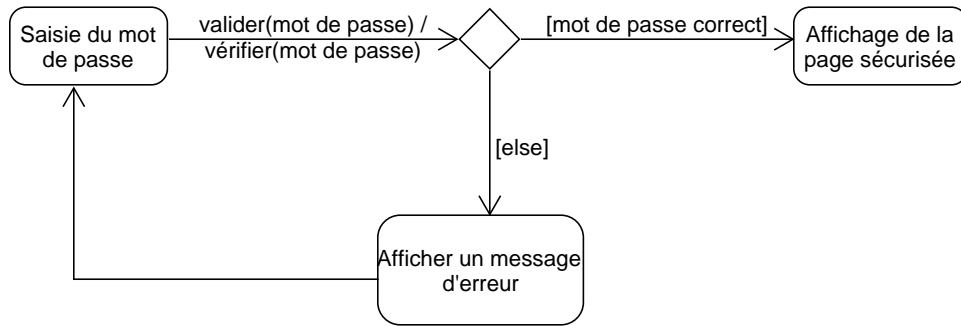 Saisie du mot
de passe
valider(mot de passe) /
vérifier(mot de passe)
[mot de passe correct]
Affichage de la
page sécurisée
[else]
Afficher un message
d'erreur